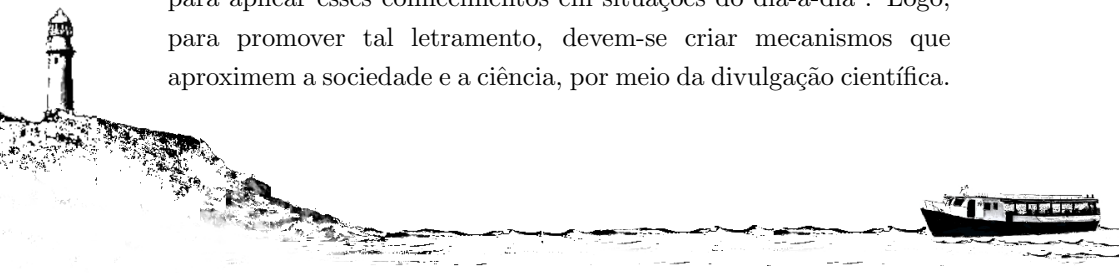 para aplicar esses conhecimentos em situações do dia-a-dia". Logo,
para promover tal letramento, devem-se criar mecanismos que
aproximem a sociedade e a ciência, por meio da divulgação científica.